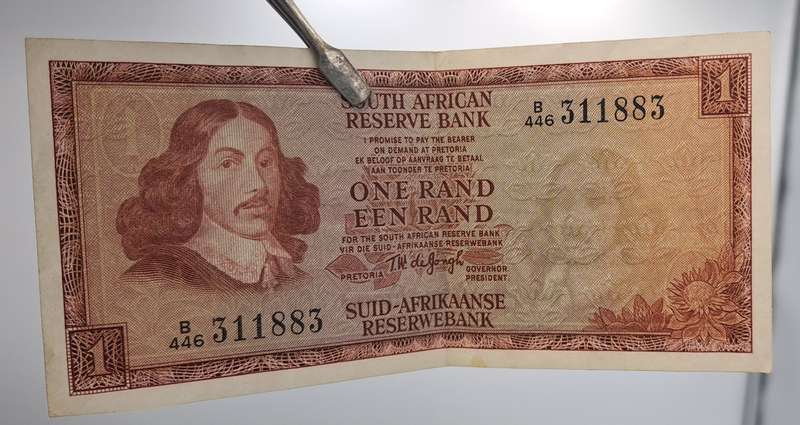 SOUTH AFRICAN
RESERVE BANK
B/446 311883
1
I PROMISE TO PAY THE BEARER
ON DEMAND AT PRETORIA
EK BELOOF OP AANVRAAG TE BETAAL
AAN TOONDER TE PRETORIA
ONE RAND
EEN RAND
FOR THE SOUTH AFRICAN RESERVE BANK
VIR DIE SUID-AFRIKAANSE RESERWEBANK
T.W. de Jongh
PRETORIA
GOVERNOR
PRESIDENT
B/446 311883
SUID-AFRIKAANSE
RESERWEBANK
1